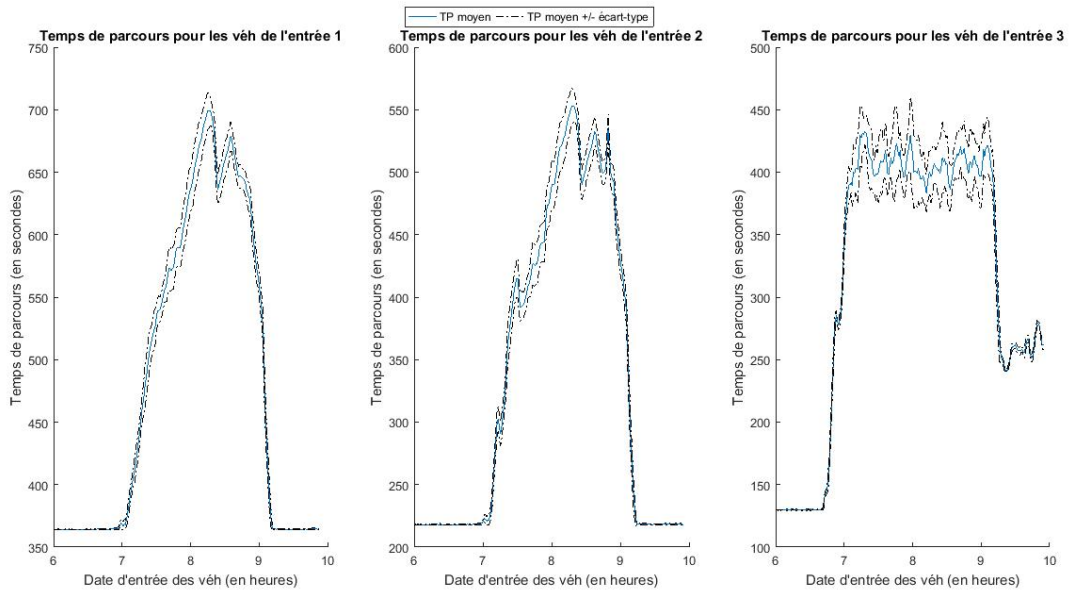 TP moyen TP moyen +/- écart-type
Temps de parcours pour les véh de l'entrée 1
750
700
650
600
550
500
450
400
350
6 7 8 9 10
Temps de parcours (en secondes)
Date d'entrée des véh (en heures)
Temps de parcours pour les véh de l'entrée 2
600
550
500
450
400
350
300
250
200
6 7 8 9 10
Temps de parcours (en secondes)
Date d'entrée des véh (en heures)
Temps de parcours pour les véh de l'entrée 3
500
450
400
350
300
250
200
150
100
6 7 8 9 10
Temps de parcours (en secondes)
Date d'entrée des véh (en heures)